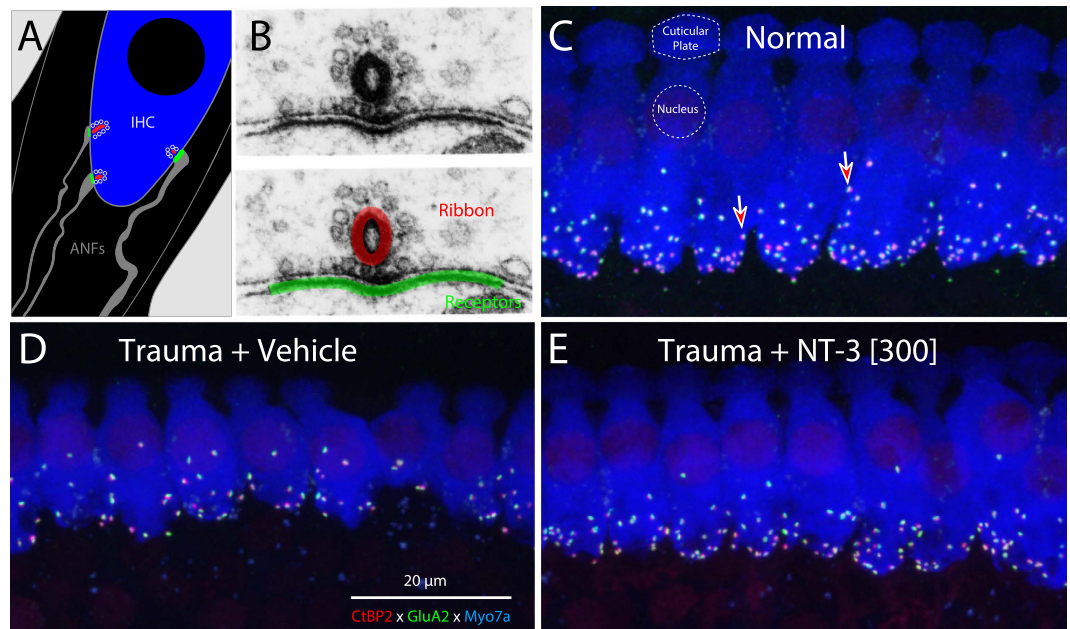 A
IHC
ANFs
B
Ribbon
Receptors
C
Cuticular
Plate
Normal
Nucleus
D
Trauma + Vehicle
20 µm
CtBP2 x GluA2 x Myo7a
E
Trauma + NT-3 [300]